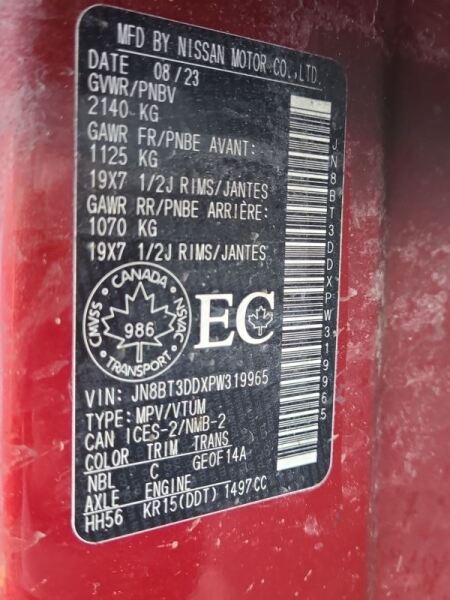 MFD BY NISSAN MOTOR CO.,LTD.
DATE 08/23
GVWR/PNBV
2140 KG
GAWR FR/PNBE AVANT:
1125 KG
19X7 1/2J RIMS/JANTES
GAWR RR/PNBE ARRIÈRE:
1070 KG
19X7 1/2J RIMS/JANTES
CANADA
CMVSS 986 NSVAC
TRANSPORT
EC
VIN: JN8BT3DDXPW319965
TYPE: MPV/VTUM
CAN ICES-2/NMB-2
COLOR TRIM TRANS
NBL C GE0F14A
AXLE ENGINE
HH56 KR15(DDT) 1497CC
JN8BT3DDXPW319965